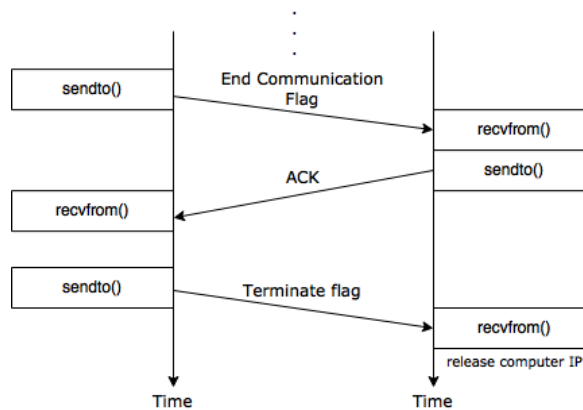 sendto()
End Communication
Flag
recvfrom()
ACK
sendto()
recvfrom()
sendto()
Terminate flag
recvfrom()
release computer IP
Time
Time